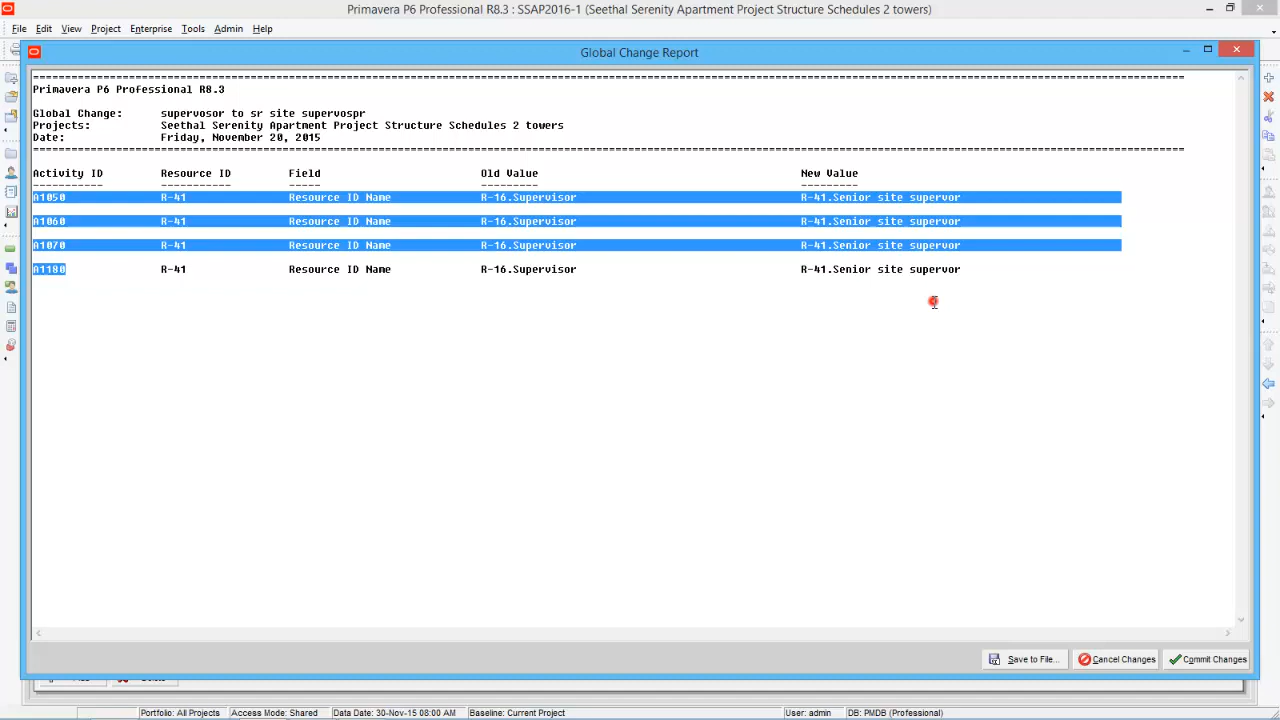 Primavera P6 Professional R8.3 : SSAP2016-1 (Seethal Serenity Apartment Project Structure Schedules 2 towers)
File Edit View Project Enterprise Tools Admin Help
Global Change Report
Primavera P6 Professional R8.3
Global Change: supervosor to sr site supervospr
Projects: Seethal Serenity Apartment Project Structure Schedules 2 towers
Date: Friday, November 20, 2015
Activity ID Resource ID Field Old Value New Value
A1050 R-41 Resource ID Name R-16.Supervisor R-41.Senior site supervor
A1060 R-41 Resource ID Name R-16.Supervisor R-41.Senior site supervor
A1070 R-41 Resource ID Name R-16.Supervisor R-41.Senior site supervor
A1180 R-41 Resource ID Name R-16.Supervisor R-41.Senior site supervor
Save to File... Cancel Changes Commit Changes
Portfolio: All Projects Access Mode: Shared Data Date: 30-Nov-15 08:00 AM Baseline: Current Project User: admin DB: PMDB (Professional)